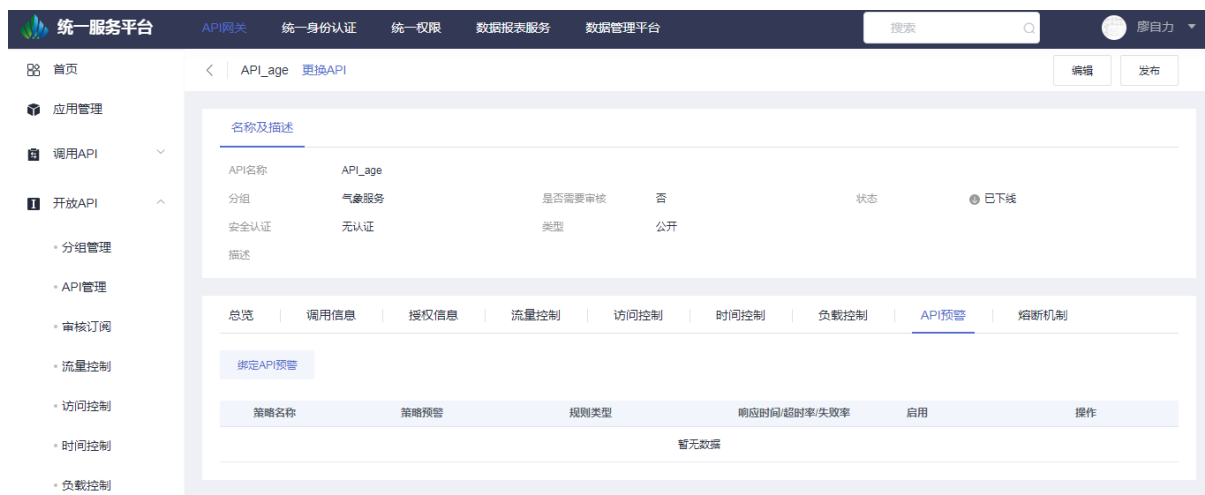 统一服务平台 API网关 统一身份认证 统一权限 数据报表服务 数据管理平台 搜索 廖自力
首页
API_age 更换API 编辑 发布
应用管理
名称及描述
调用API
API名称 API_age
开放API
分组 气象服务 是否需要审核 否 状态 已下线
安全认证 无认证 类型 公开
分组管理
描述
API管理
总览 调用信息 授权信息 流量控制 访问控制 时间控制 负载控制 API预警 熔断机制
审核订阅
流量控制
绑定API预警
访问控制
策略名称 策略预警 规则类型 响应时间/超时率/失败率 启用 操作
时间控制
暂无数据
负载控制